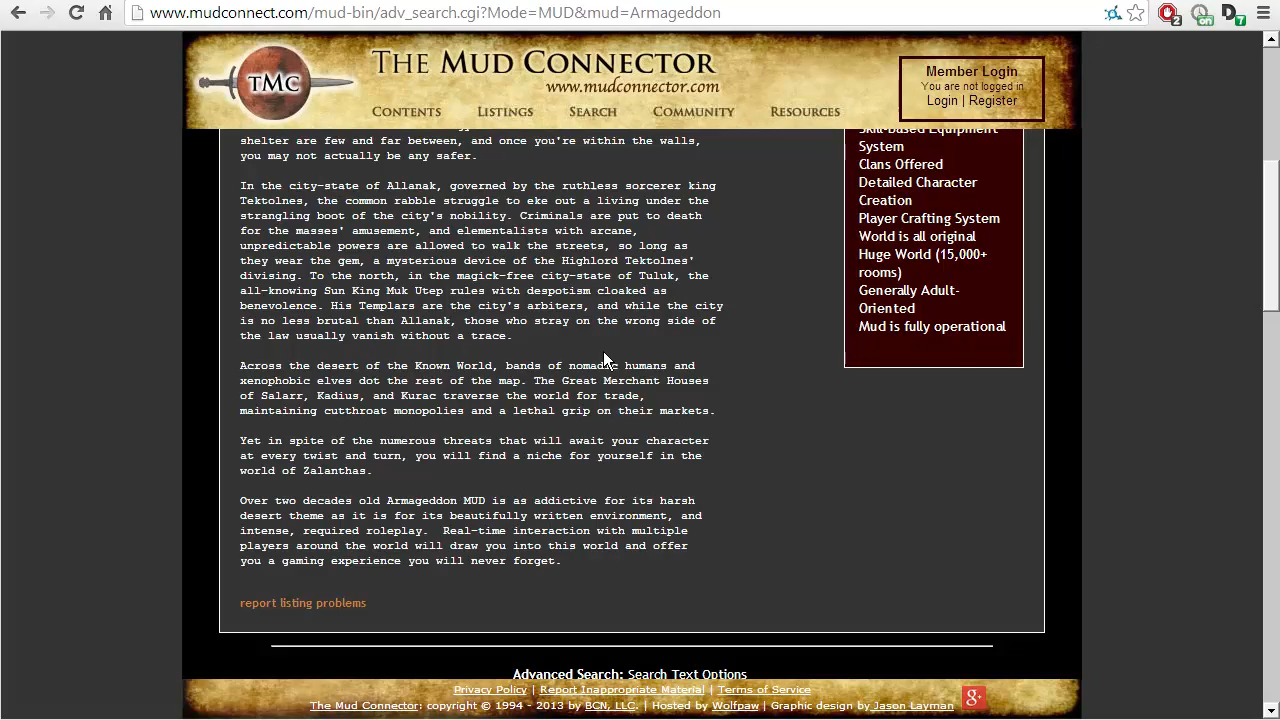 www.mudconnect.com/mud-bin/adv_search.cgi?Mode=MUD&mud=Armageddon
2
on
7
TMC
THE MUD CONNECTOR
www.mudconnector.com
CONTENTS LISTINGS SEARCH COMMUNITY RESOURCES
Member Login
You are not logged in
Login | Register
shelter are few and far between, and once you're within the walls,
you may not actually be any safer.
In the city-state of Allanak, governed by the ruthless sorcerer king
Tektolnes, the common rabble struggle to eke out a living under the
strangling boot of the city's nobility. Criminals are put to death
for the masses' amusement, and elementalists with arcane,
unpredictable powers are allowed to walk the streets, so long as
they wear the gem, a mysterious device of the Highlord Tektolnes'
divising. To the north, in the magick-free city-state of Tuluk, the
all-knowing Sun King Muk Utep rules with despotism cloaked as
benevolence. His Templars are the city's arbiters, and while the city
is no less brutal than Allanak, those who stray on the wrong side of
the law usually vanish without a trace.
Across the desert of the Known World, bands of nomadic humans and
xenophobic elves dot the rest of the map. The Great Merchant Houses
of Salarr, Kadius, and Kurac traverse the world for trade,
maintaining cutthroat monopolies and a lethal grip on their markets.
Yet in spite of the numerous threats that will await your character
at every twist and turn, you will find a niche for yourself in the
world of Zalanthas.
Over two decades old Armageddon MUD is as addictive for its harsh
desert theme as it is for its beautifully written environment, and
intense, required roleplay.  Real-time interaction with multiple
players around the world will draw you into this world and offer
you a gaming experience you will never forget.
report listing problems
Skill-based Equipment
System
Clans Offered
Detailed Character
Creation
Player Crafting System
World is all original
Huge World (15,000+
rooms)
Generally Adult-
Oriented
Mud is fully operational
Advanced Search: Search Text Options
Privacy Policy | Report Inappropriate Material | Terms of Service
The Mud Connector: copyright © 1994 - 2013 by BCN, LLC. | Hosted by Wolfpaw | Graphic design by Jason Layman
g+